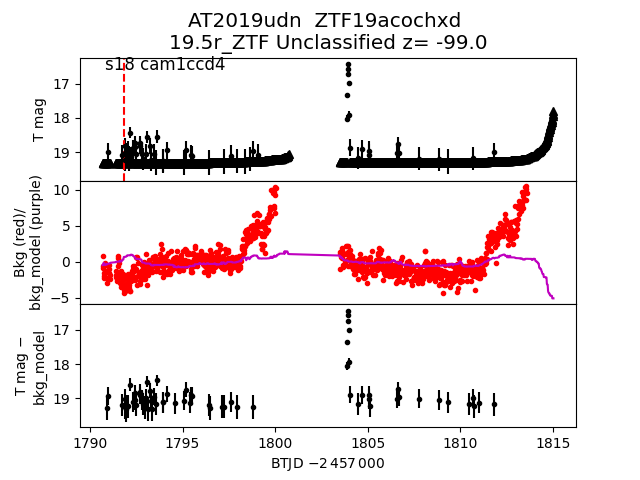 AT2019udn  ZTF19acochxd
19.5r_ZTF Unclassified z= -99.0
s18 cam1ccd4
T mag
17
18
19
Bkg (red)/
bkg_model (purple)
10
5
0
−5
T mag −
bkg_model
17
18
19
1790 1795 1800 1805 1810 1815
BTJD −2 457 000